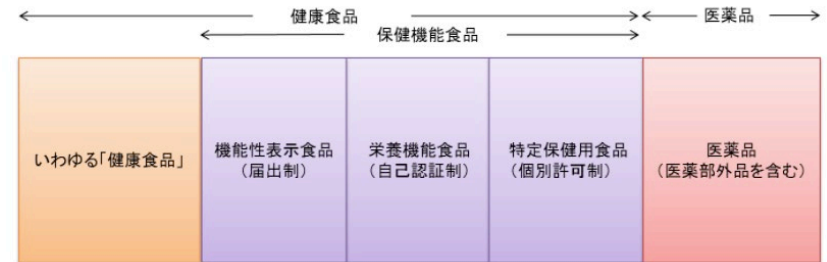 健康食品
医薬品
保健機能食品
いわゆる「健康食品」
機能性表示食品
（届出制）
栄養機能食品
（自己認証制）
特定保健用食品
（個別許可制）
医薬品
（医薬部外品を含む）